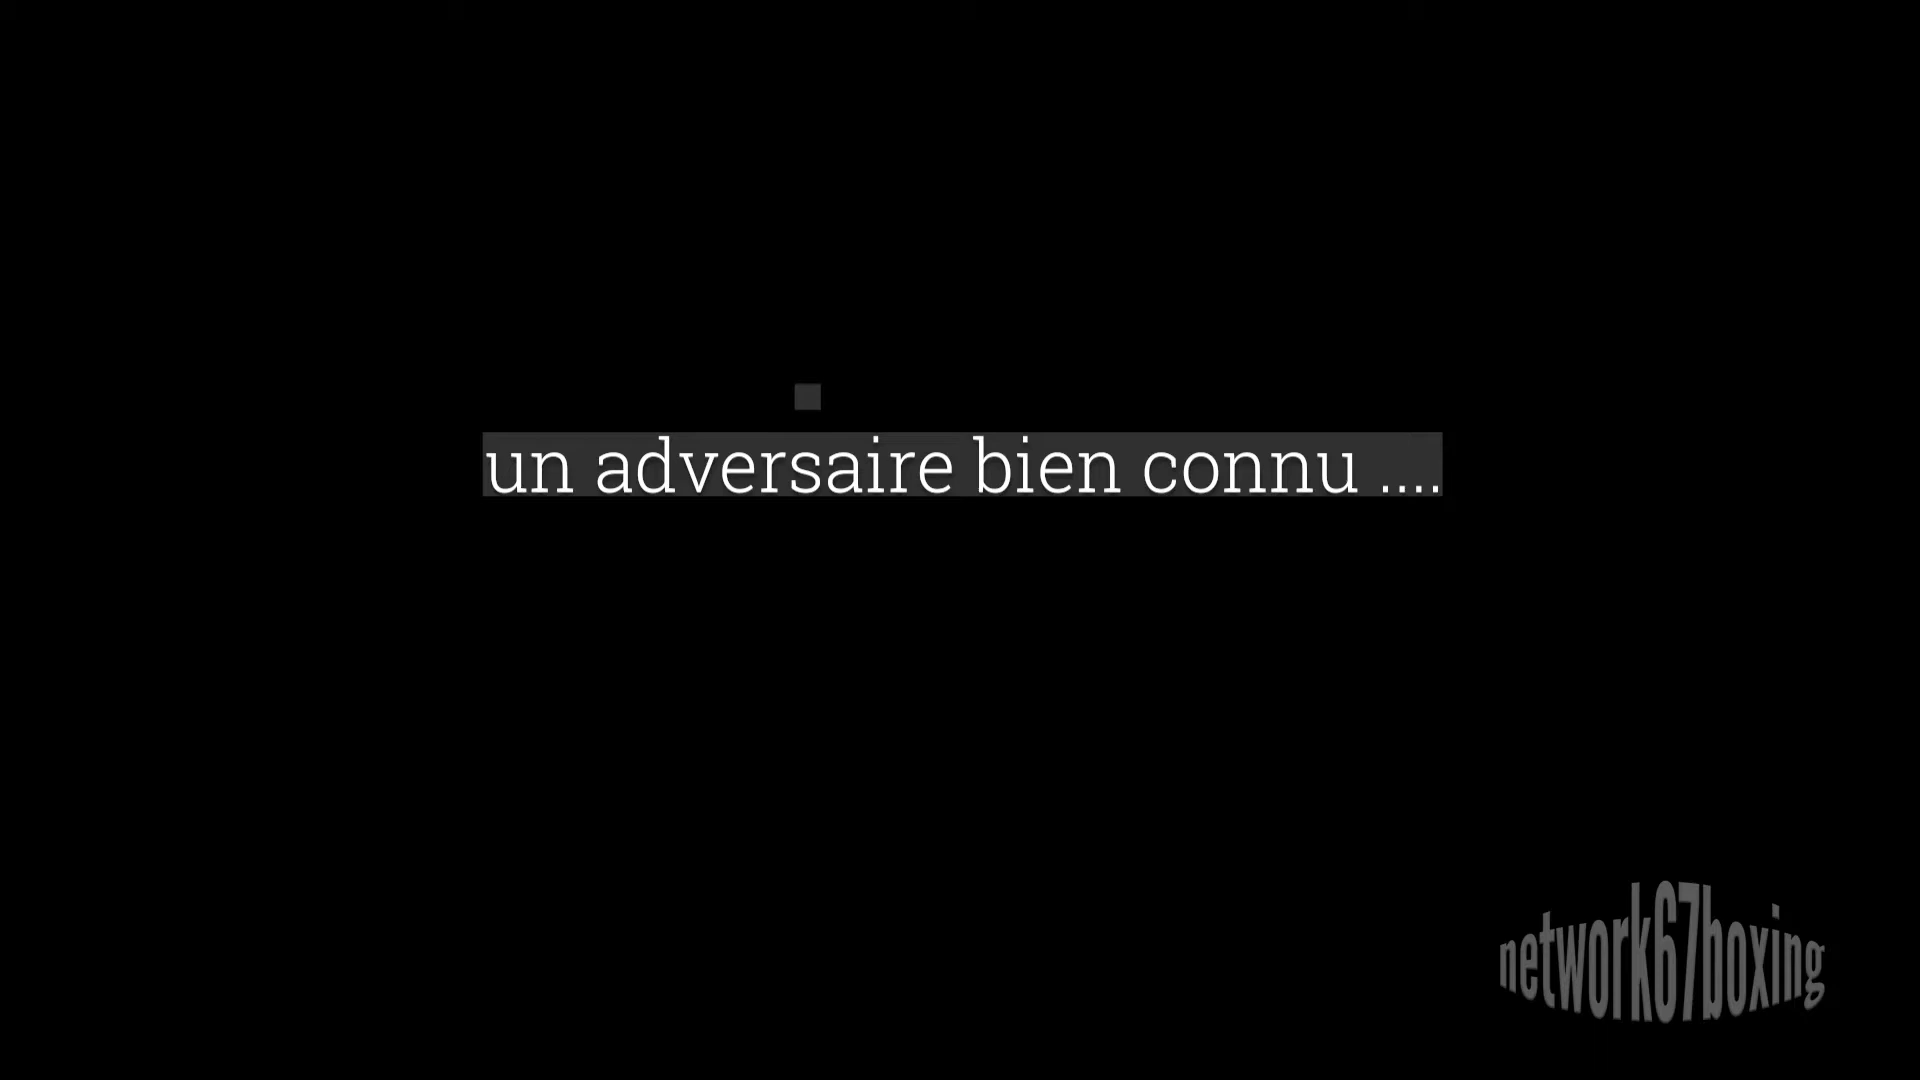 un adversaire bien connu ....
network67boxing